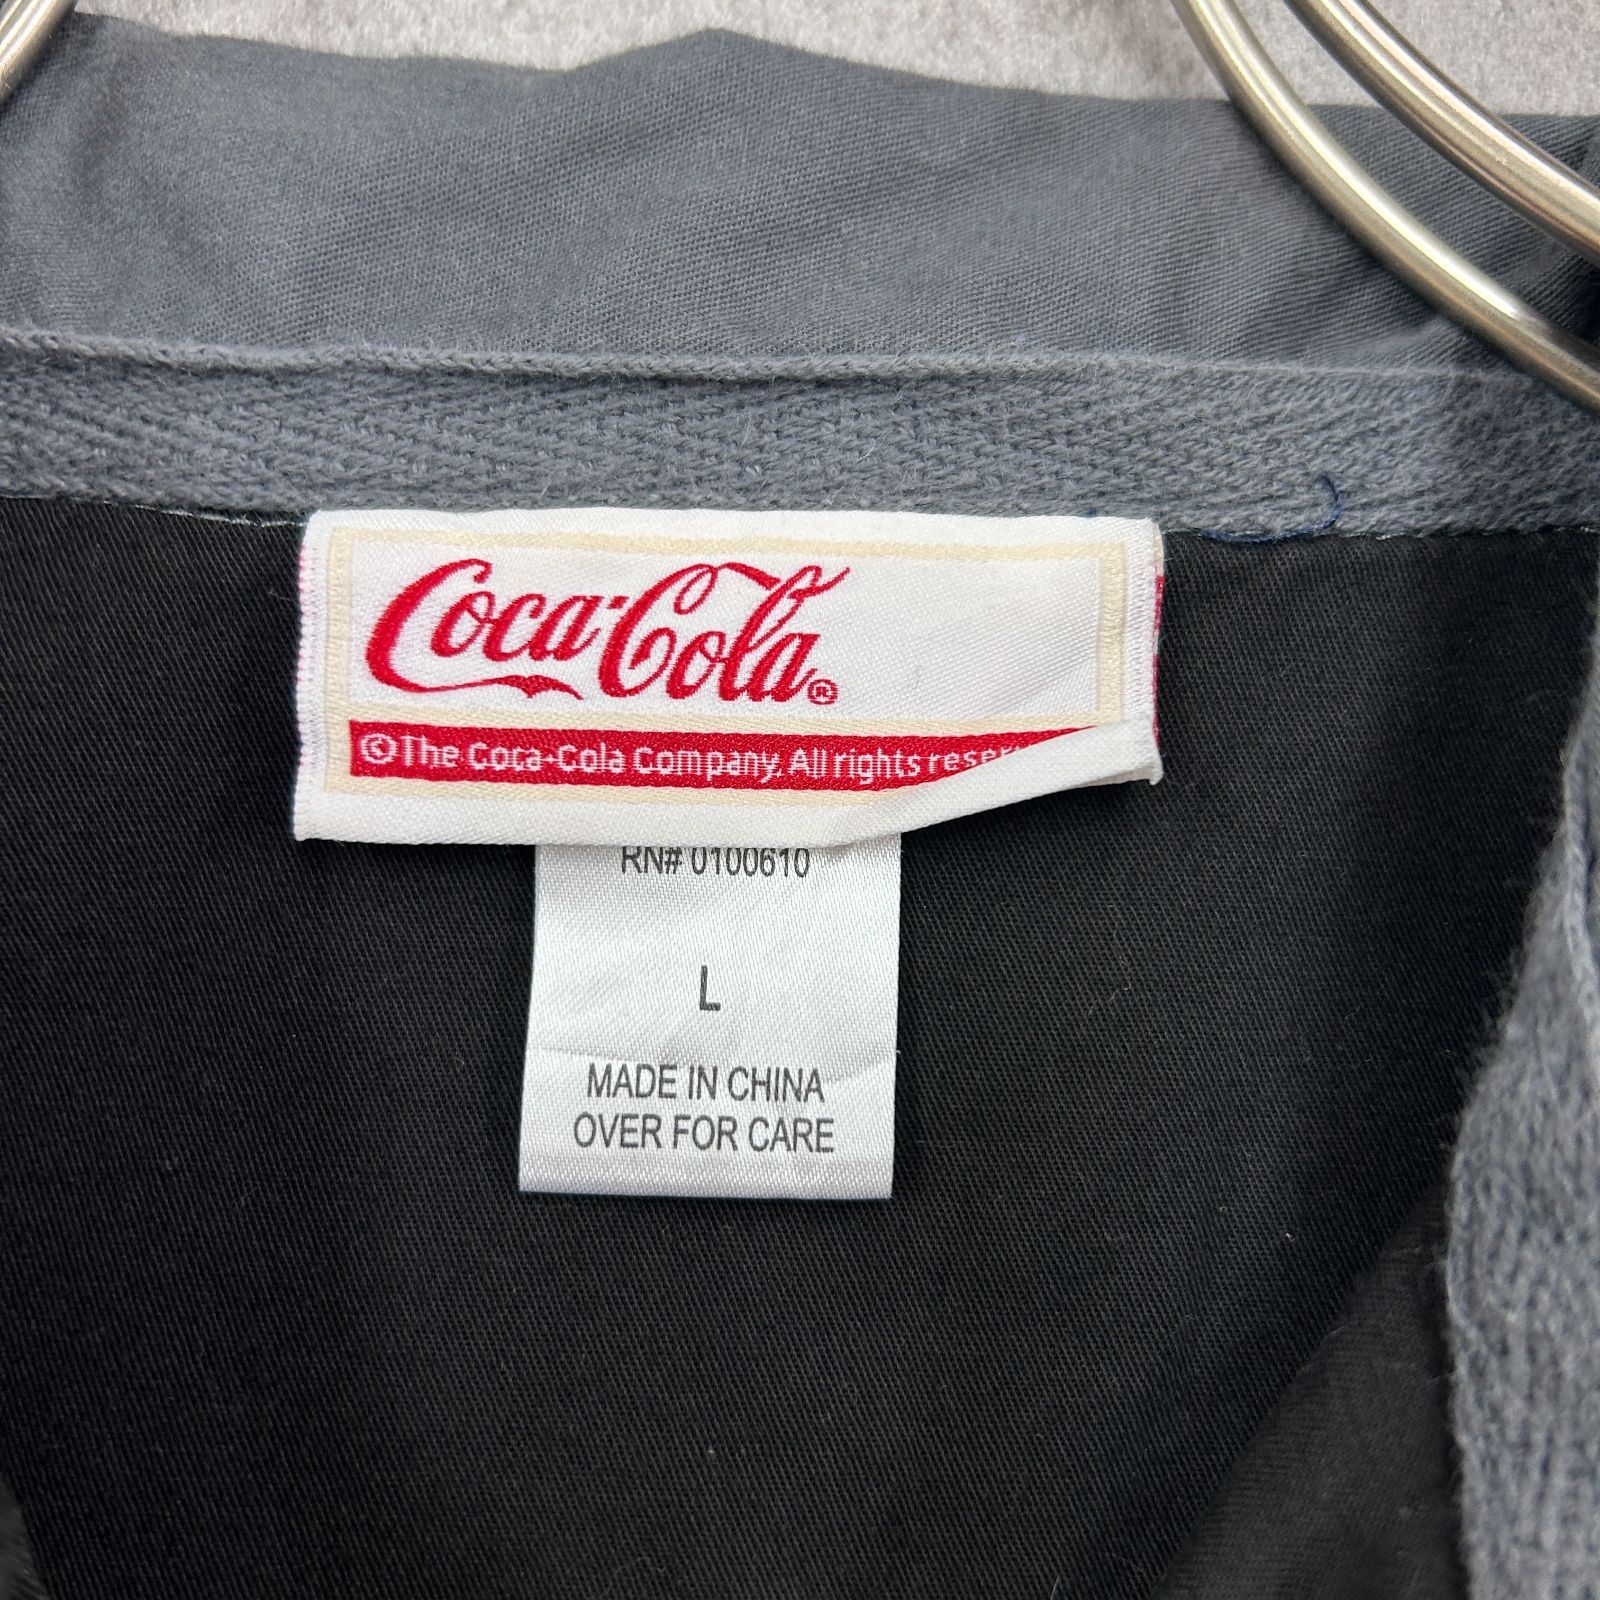 Coca-Cola®
©The Coca-Cola Company. All rights
RN# 0100610
L
MADE IN CHINA
OVER FOR CARE